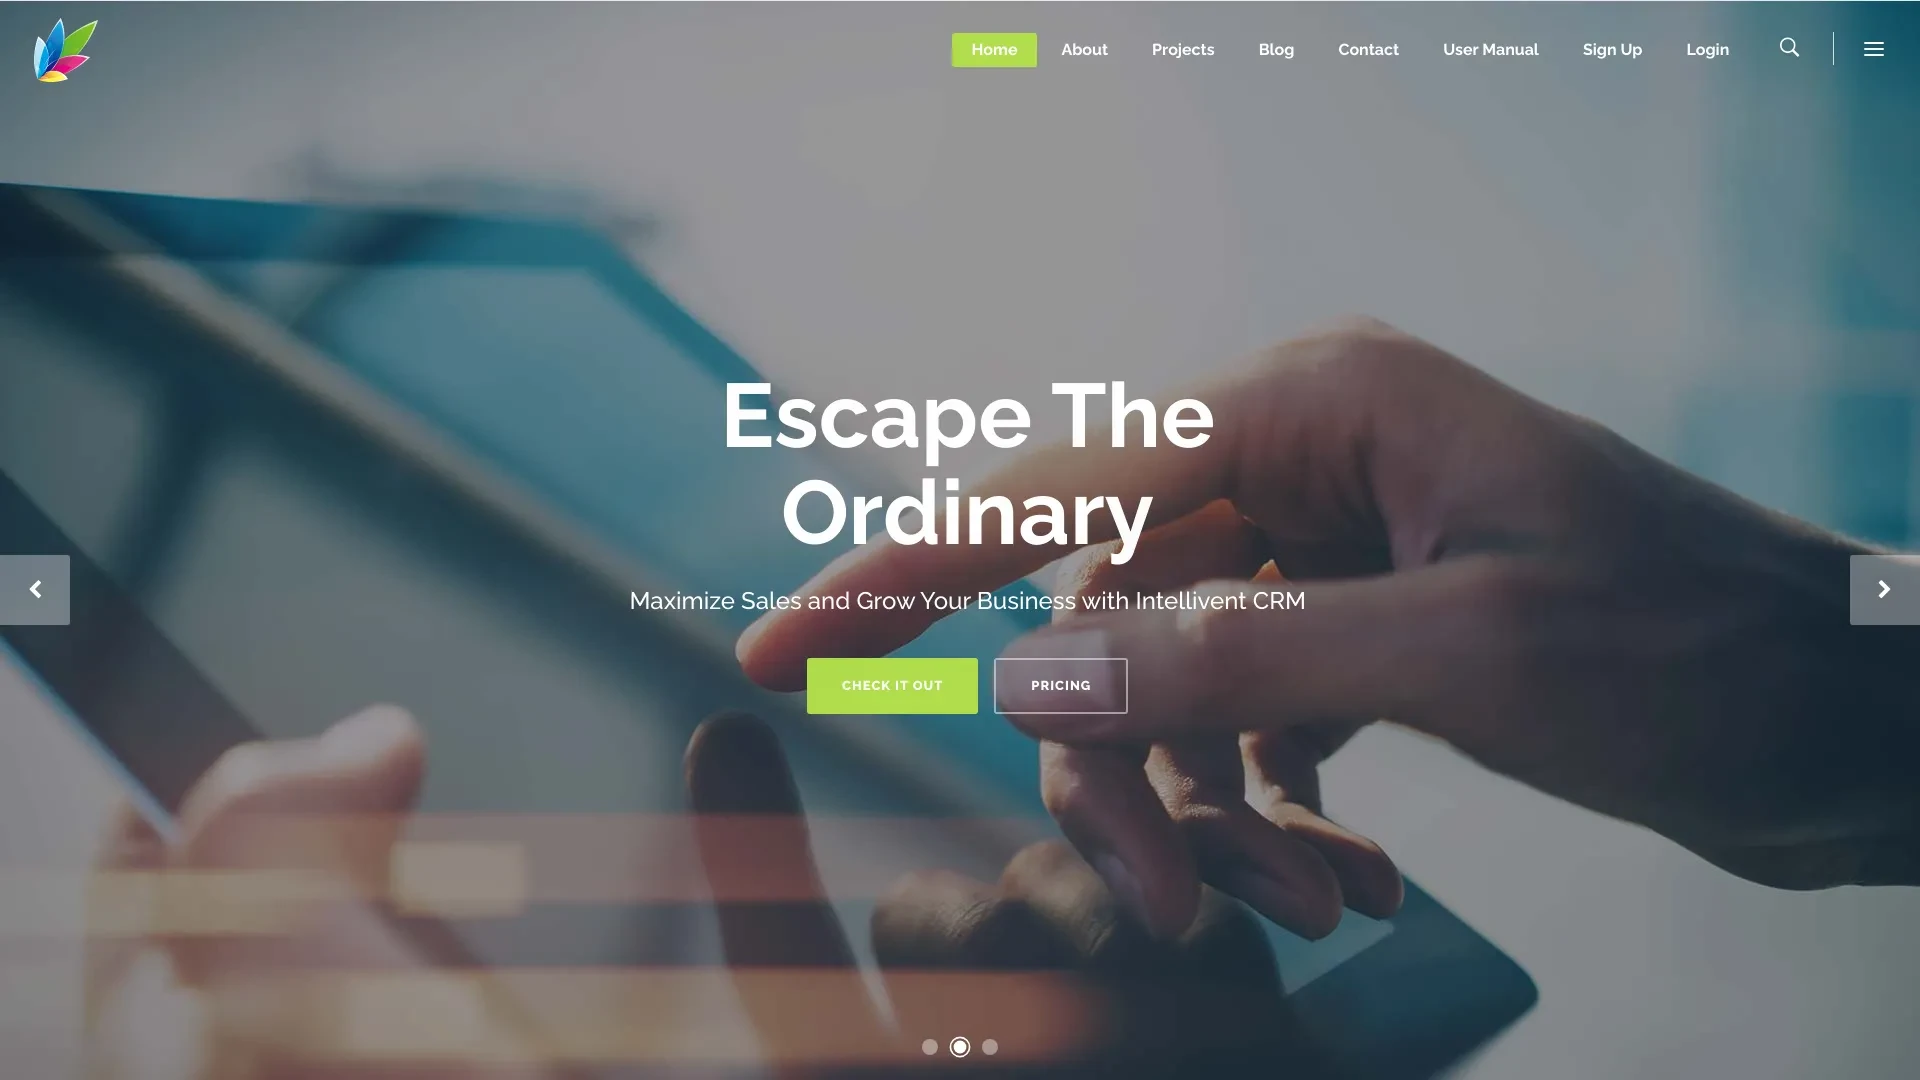 Home About Projects Blog Contact User Manual Sign Up Login
Escape The
Ordinary
Maximize Sales and Grow Your Business with Intellivent CRM
CHECK IT OUT PRICING